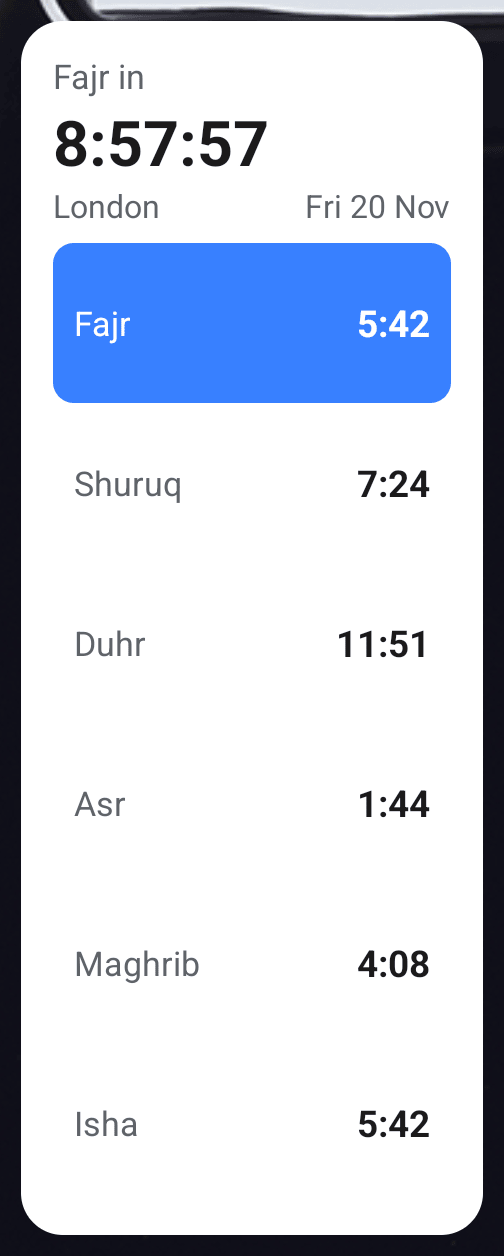 Fajr in
8:57:57
London Fri 20 Nov
Fajr 5:42
Shuruq 7:24
Duhr 11:51
Asr 1:44
Maghrib 4:08
Isha 5:42